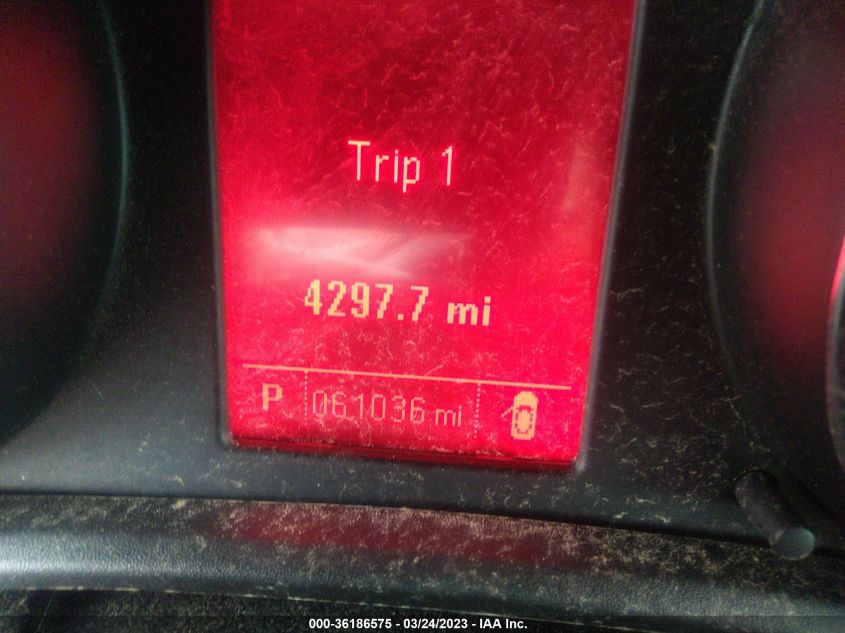 Trip 1
4297.7 mi
P 061036 mi
000-36186575 - 03/24/2023 - IAA Inc.